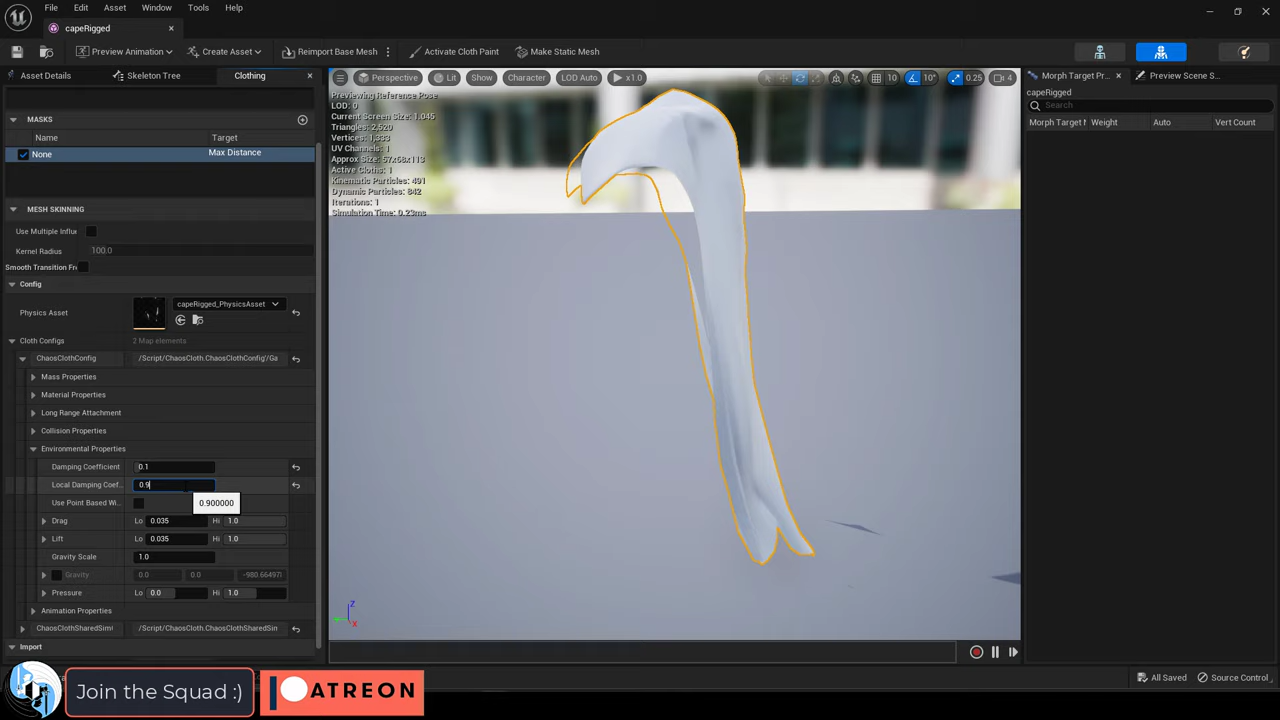 File Edit Asset Window Tools Help
capeRigged
Preview Animation Create Asset Reimport Base Mesh Activate Cloth Paint Make Static Mesh
Asset Details Skeleton Tree Clothing
MASKS
Name Target
None Max Distance
MESH SKINNING
Use Multiple Influ
Kernel Radius 100.0
Smooth Transition Fr
Config
Physics Asset capeRigged_PhysicsAsset
Cloth Configs 2 Map elements
ChaosClothConfig /Script/ChaosCloth.ChaosClothConfig'/Ga
Mass Properties
Material Properties
Long Range Attachment
Collision Properties
Environmental Properties
Damping Coefficient 0.1
Local Damping Coef... 0.9
0.900000
Use Point Based Wi...
Drag Lo 0.035 Hi 1.0
Lift Lo 0.035 Hi 1.0
Gravity Scale 1.0
Gravity 0.0 0.0 -980.66497
Pressure Lo 0.0 Hi 1.0
Animation Properties
ChaosClothSharedSim /Script/ChaosCloth.ChaosClothSharedSin
Import
Perspective Lit Show Character LOD Auto x1.0 10 10° 0.25 4
Previewing Reference Pose
LOD: 0
Current Screen Size: 1.045
Triangles: 2,520
Vertices: 1,333
UV Channels: 1
Approx Size: 57x68x113
Active Cloths: 1
Kinematic Particles: 491
Dynamic Particles: 842
Iterations: 1
Simulation Time: 0.23ms
Z
X
Morph Target Pr... Preview Scene S...
capeRigged
Search
Morph Target Weight Auto Vert Count
All Saved Source Control
Join the Squad :)
PATREON